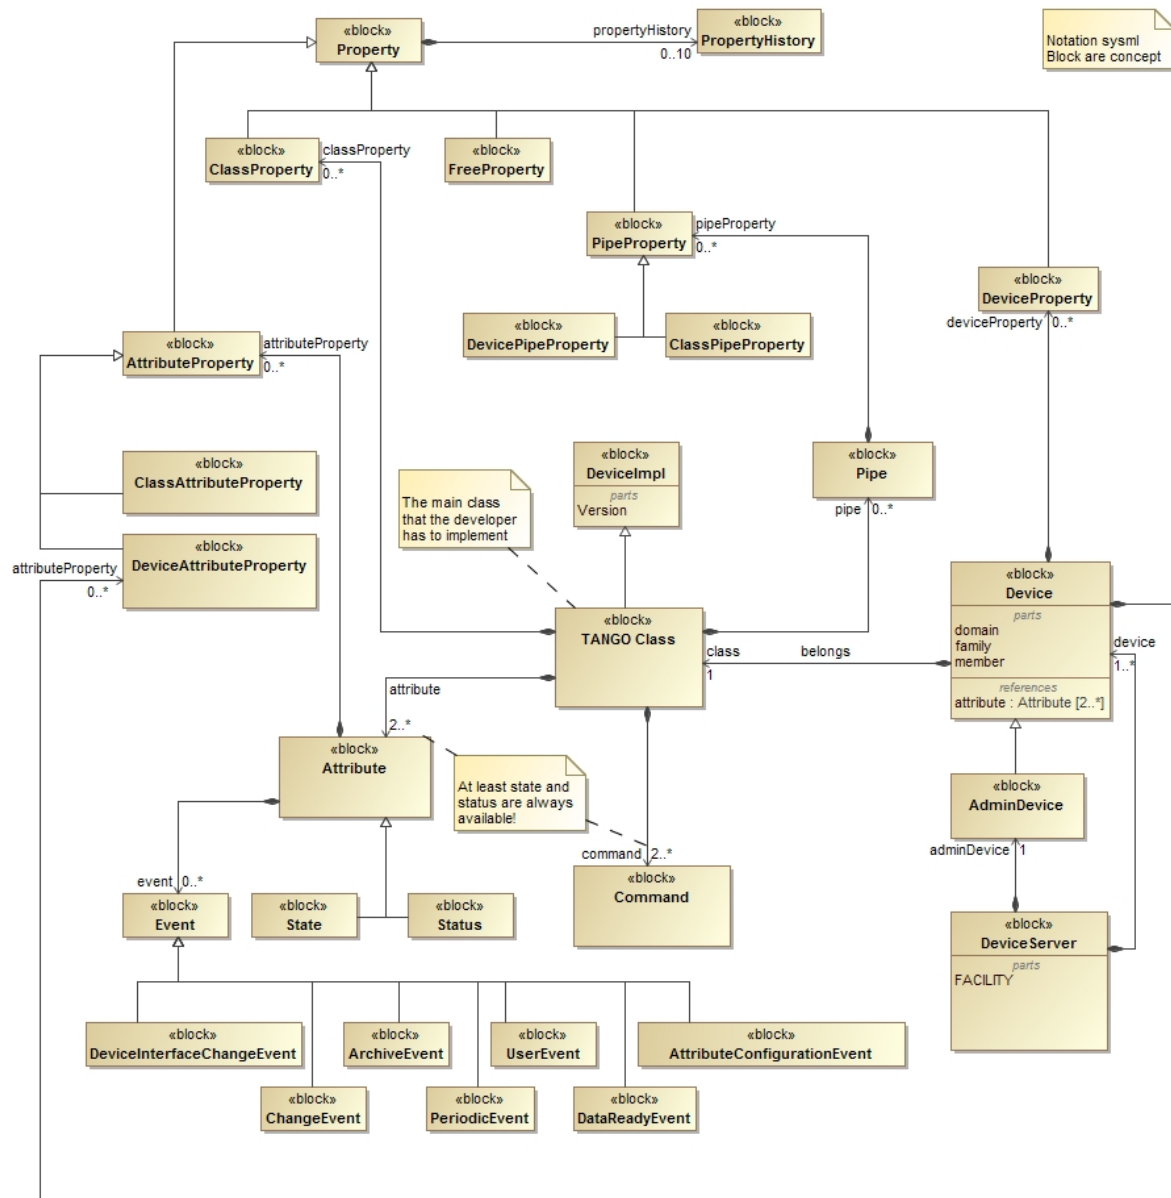 «block»
Property
propertyHistory
0..10
«block»
PropertyHistory
Notation sysml
Block are concept
«block»
ClassProperty
classProperty
0..*
«block»
FreeProperty
«block»
PipeProperty
pipeProperty
0..*
«block»
DeviceProperty
deviceProperty
0..*
«block»
DevicePipeProperty
«block»
ClassPipeProperty
«block»
AttributeProperty
attributeProperty
0..*
«block»
ClassAttributeProperty
«block»
DeviceAttributeProperty
attributeProperty
0..*
The main class
that the developer
has to implement
«block»
DeviceImpl
parts
Version
«block»
Pipe
pipe
0..*
«block»
TANGO Class
class
1
belongs
«block»
Device
parts
domain
family
member
references
attribute : Attribute [2..*]
device
1..*
attribute
2..*
«block»
Attribute
At least state and
status are always
available!
command
2..*
«block»
Command
«block»
AdminDevice
adminDevice
1
«block»
DeviceServer
parts
FACILITY
event
0..*
«block»
Event
«block»
State
«block»
Status
«block»
DeviceInterfaceChangeEvent
«block»
ArchiveEvent
«block»
UserEvent
«block»
AttributeConfigurationEvent
«block»
ChangeEvent
«block»
PeriodicEvent
«block»
DataReadyEvent